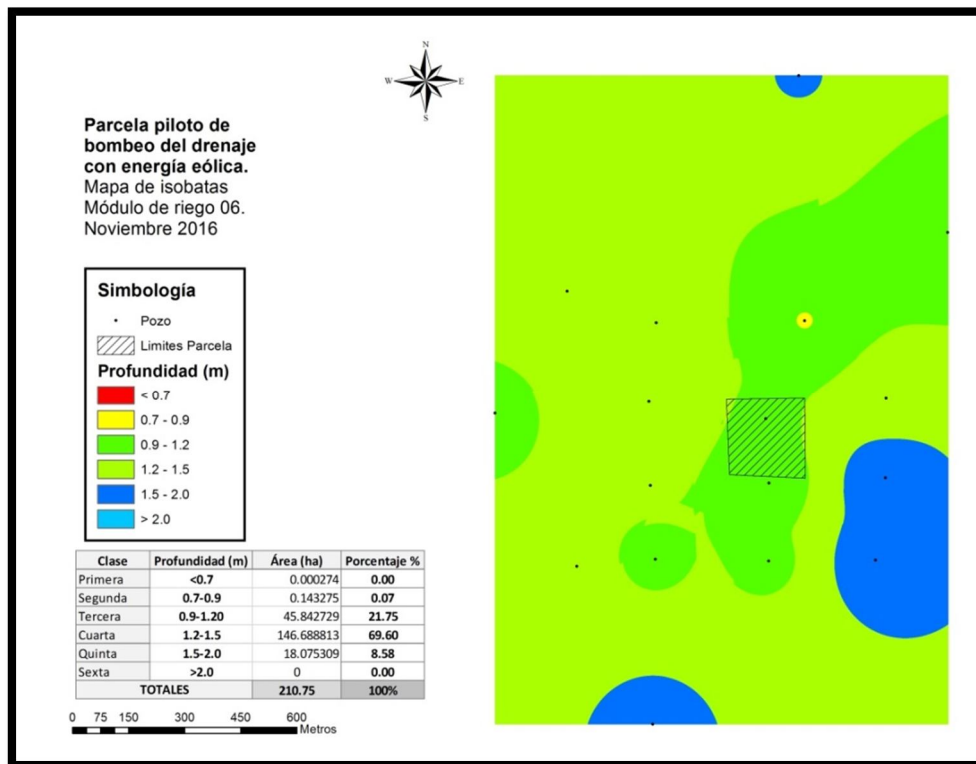 N
W E
S
Parcela piloto de
bombeo del drenaje
con energía eólica.
Mapa de isobatas
Módulo de riego 06.
Noviembre 2016
Simbología
Pozo
Limites Parcela
Profundidad (m)
< 0.7
0.7 - 0.9
0.9 - 1.2
1.2 - 1.5
1.5 - 2.0
> 2.0
Clase Profundidad (m) Área (ha) Porcentaje %
Primera <0.7 0.000274 0.00
Segunda 0.7-0.9 0.143275 0.07
Tercera 0.9-1.20 45.842729 21.75
Cuarta 1.2-1.5 146.688813 69.60
Quinta 1.5-2.0 18.075309 8.58
Sexta >2.0 0 0.00
TOTALES 210.75 100%
0 75 150 300 450 600
Metros